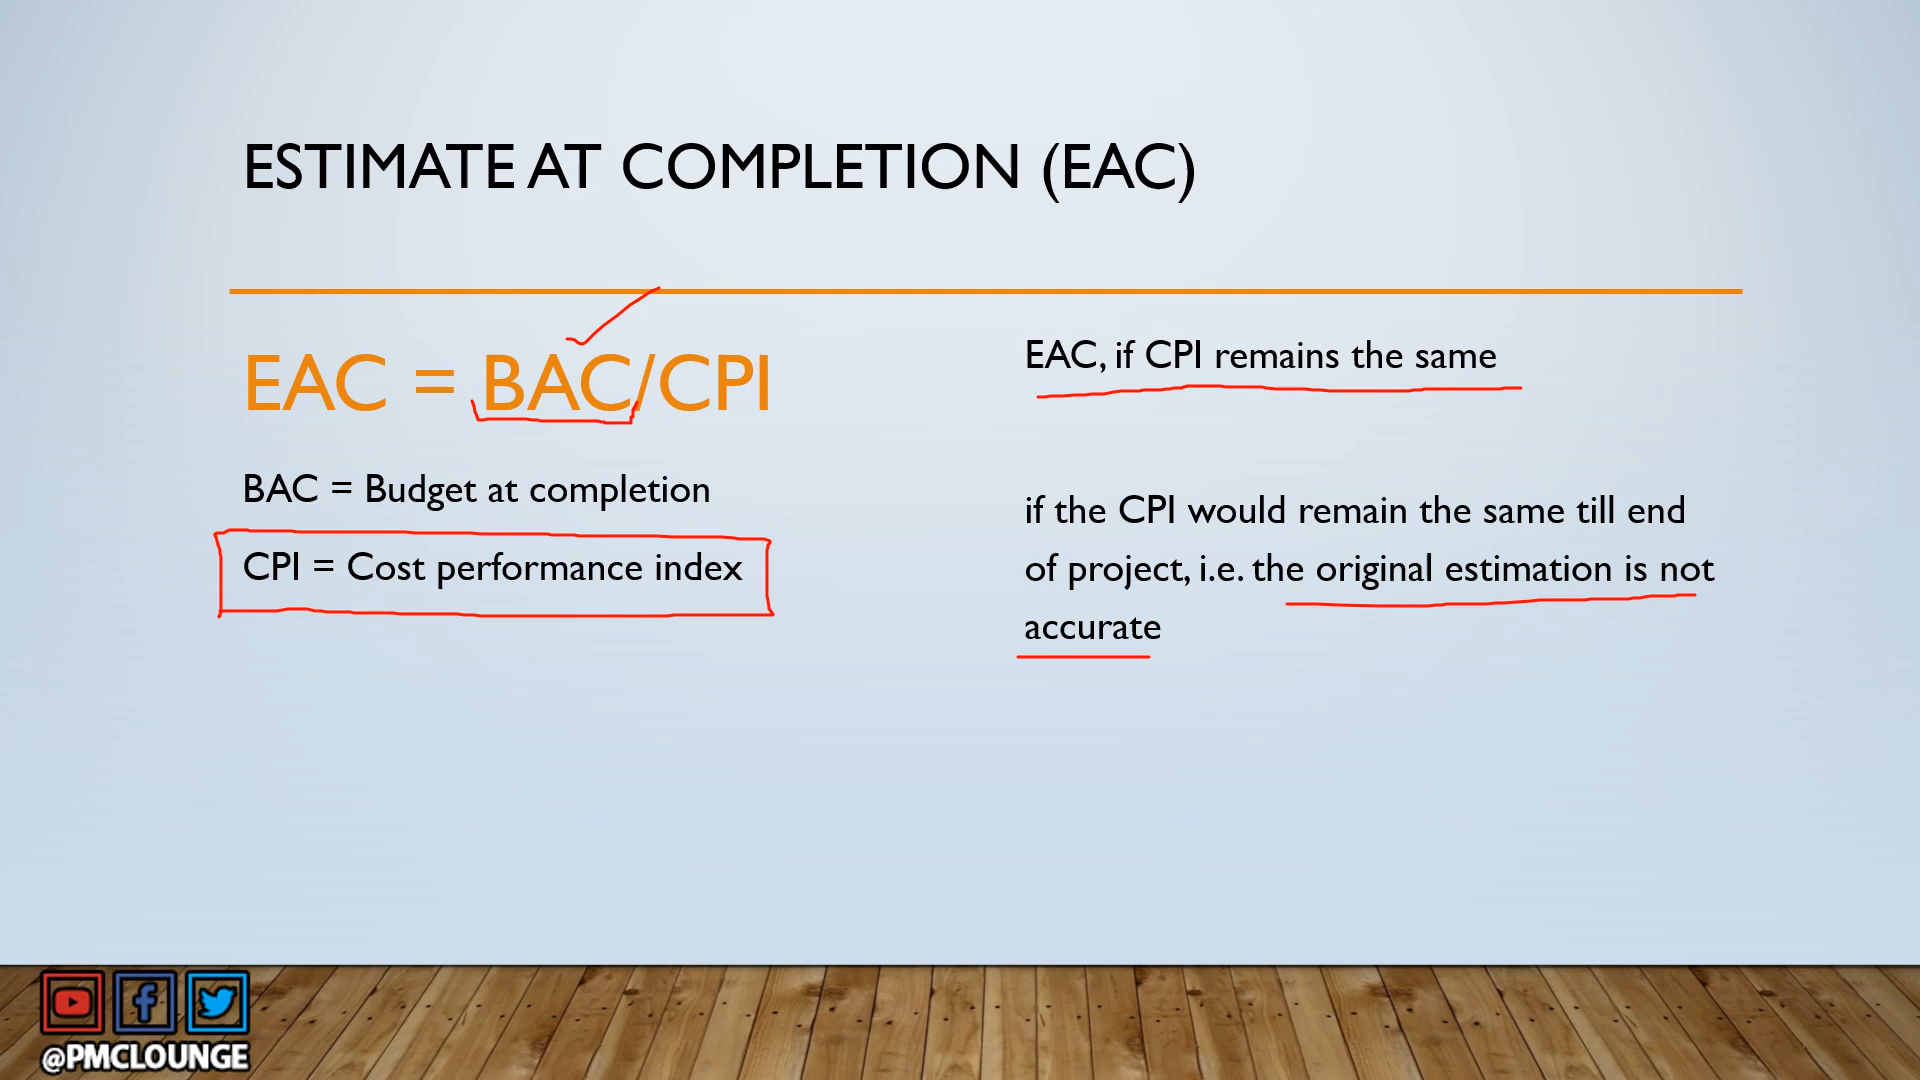 ESTIMATE AT COMPLETION (EAC)
EAC = BAC/CPI
BAC = Budget at completion
CPI = Cost performance index
EAC, if CPI remains the same
if the CPI would remain the same till end
of project, i.e. the original estimation is not
accurate
@PMCLOUNGE